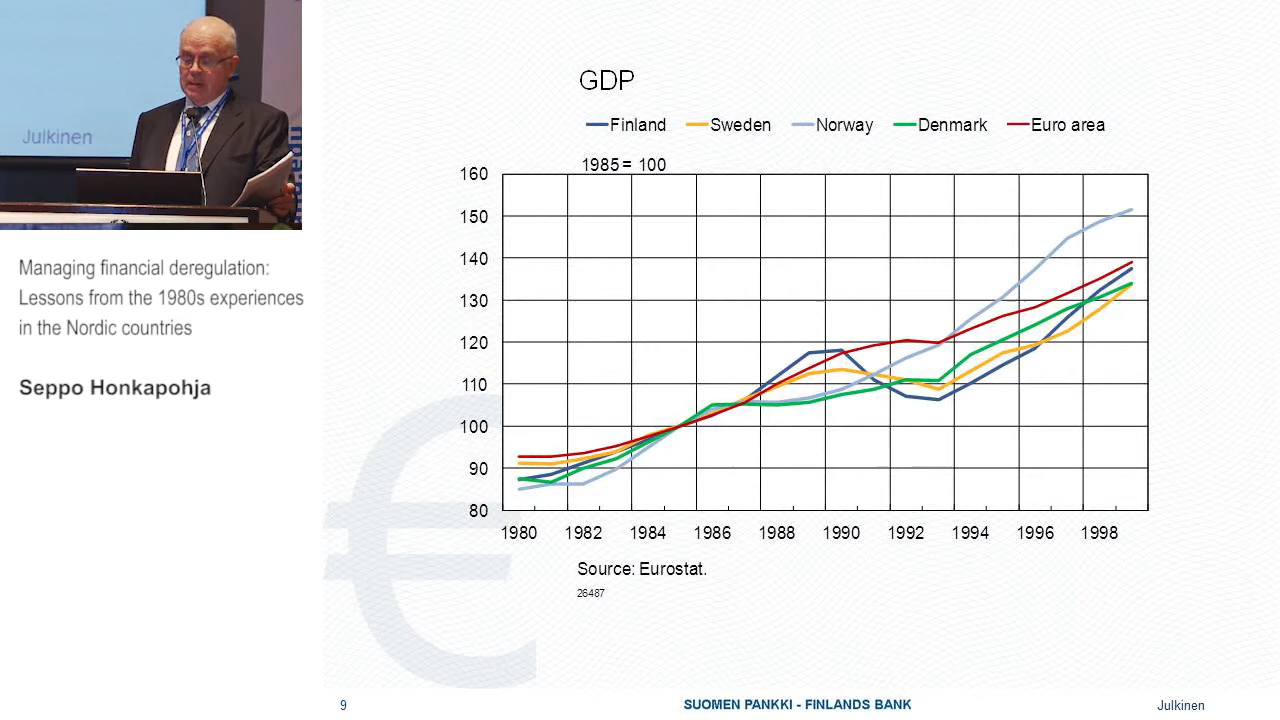 Julkinen
Managing financial deregulation:
Lessons from the 1980s experiences
in the Nordic countries
Seppo Honkapohja
GDP
Finland Sweden Norway Denmark Euro area
1985 = 100
160
150
140
130
120
110
100
90
80
1980 1982 1984 1986 1988 1990 1992 1994 1996 1998
Source: Eurostat.
26487
9 SUOMEN PANKKI - FINLANDS BANK Julkinen